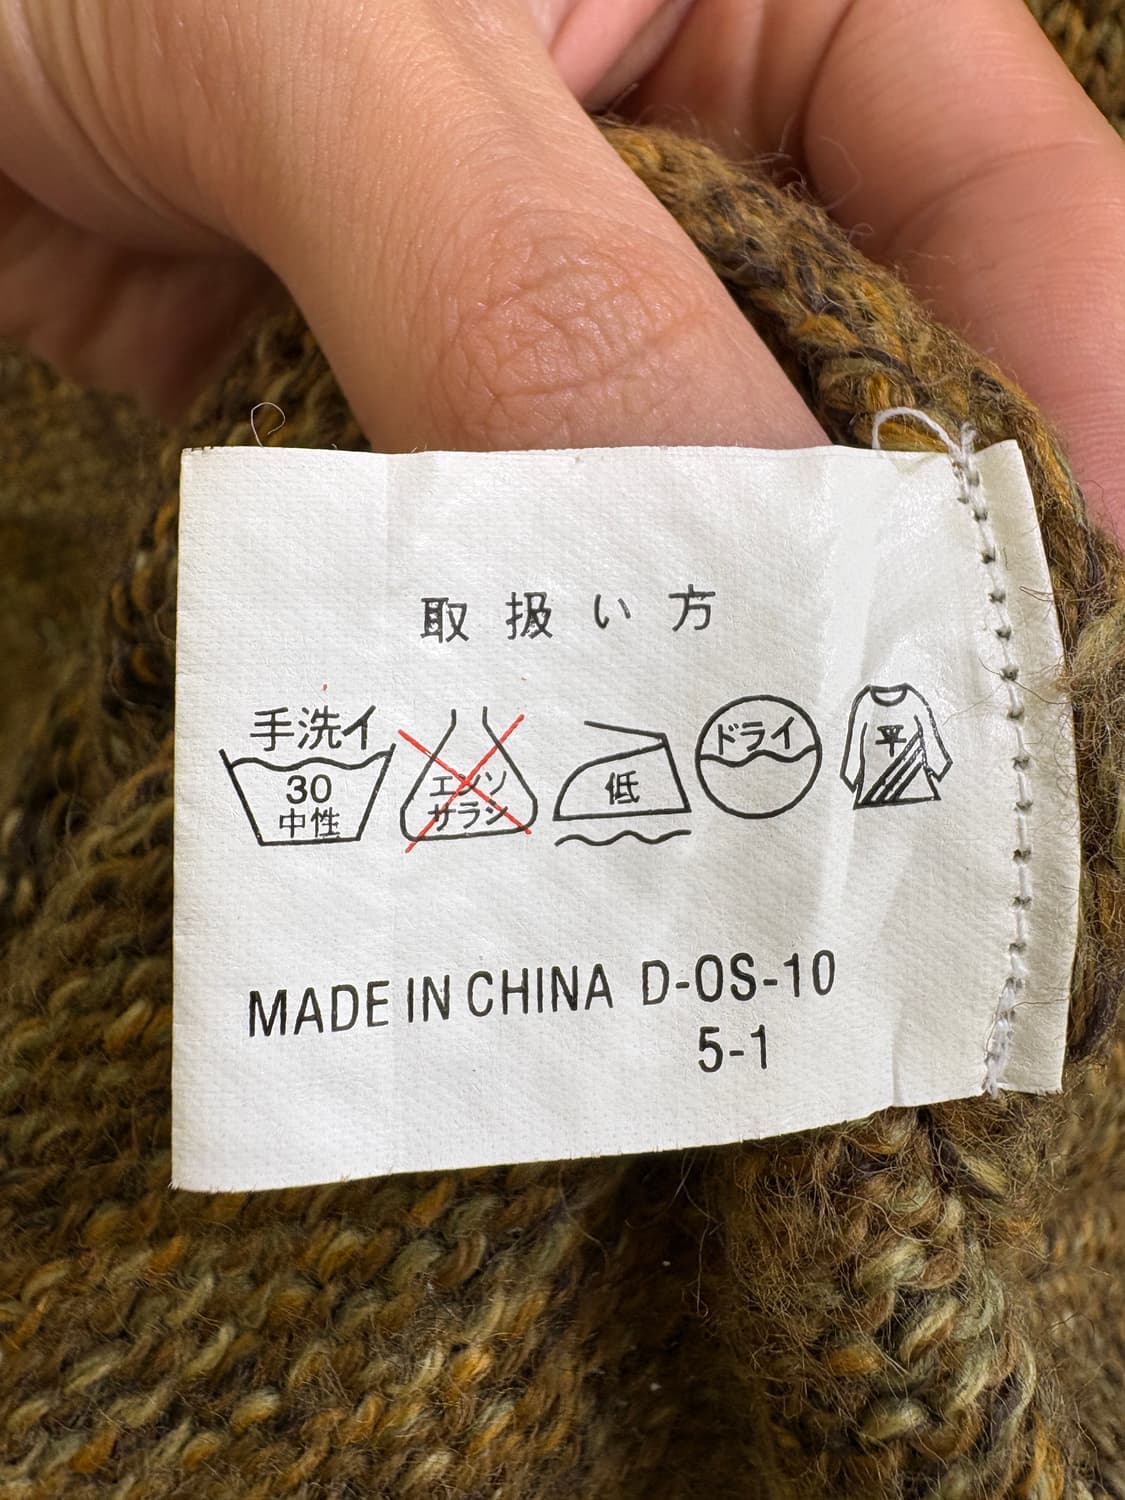 取扱い方
手洗イ
30
中性
エンソ
サラシ
低
ドライ
平
MADE IN CHINA D-OS-10
5-1